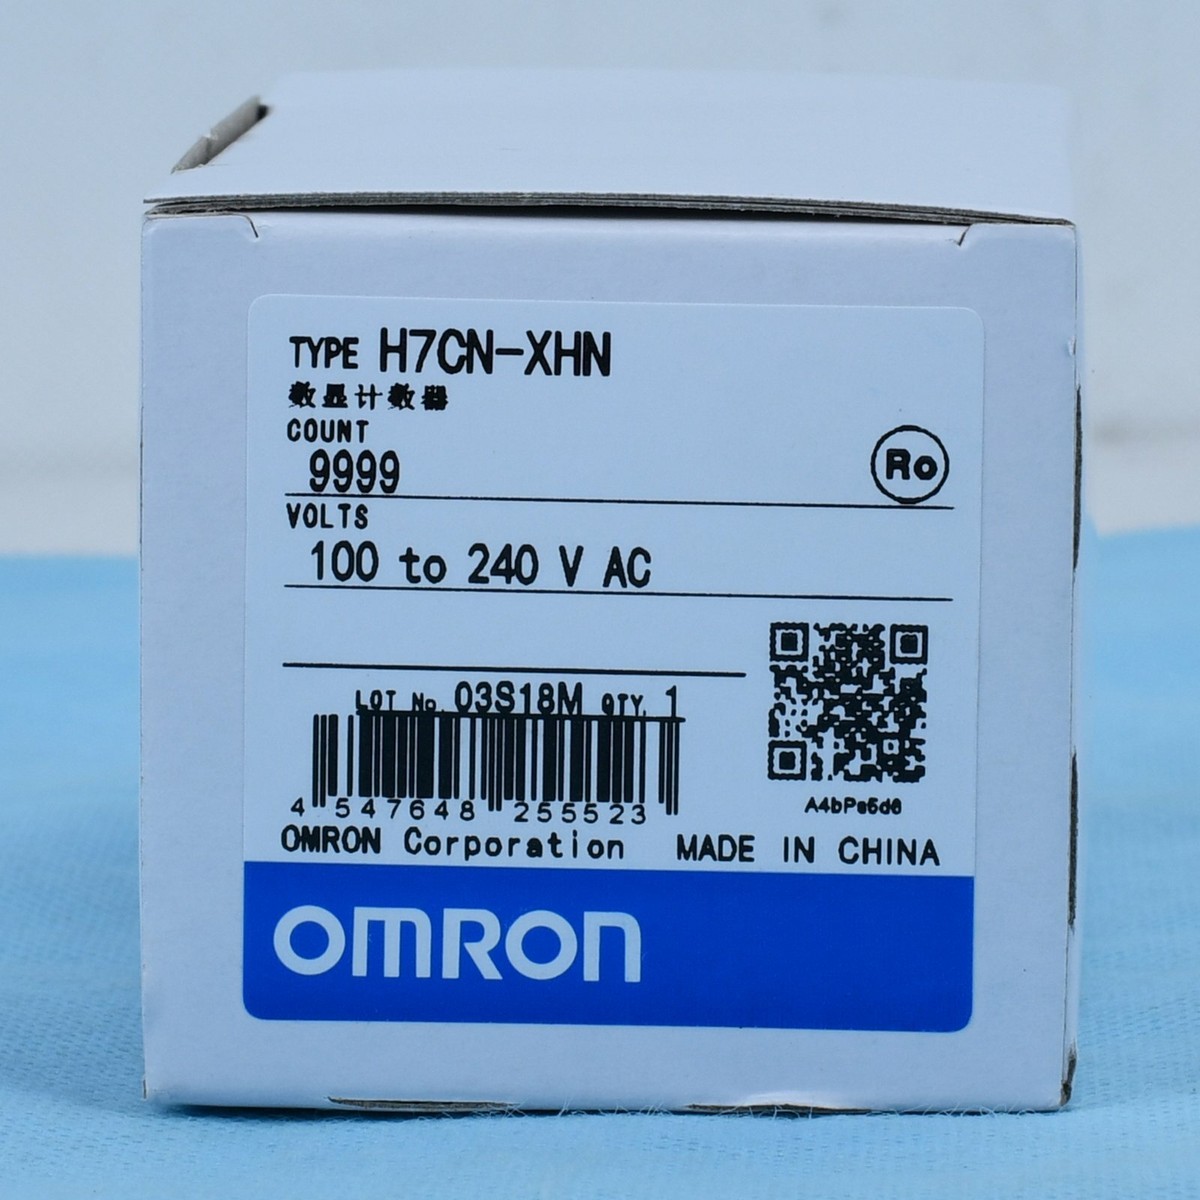 TYPE H7CN-XHN
数显计数器
COUNT
9999
Ro
VOLTS
100 to 240 V AC
LOT No. 03S18M QTY. 1
4 547648 255523
A4bPs6d6
OMRON Corporation MADE IN CHINA
OMRON